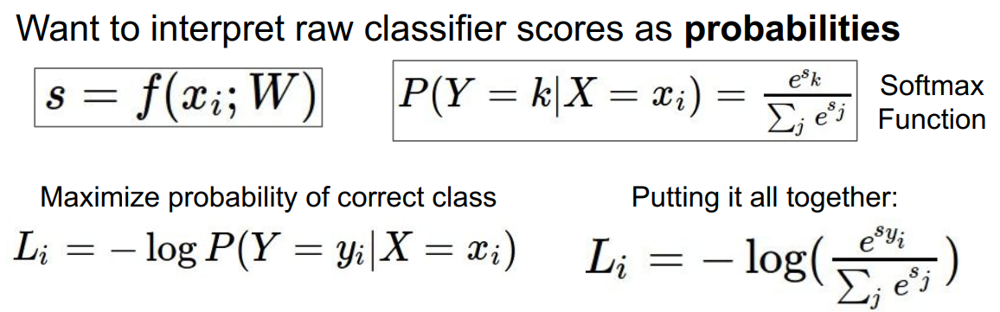 Want to interpret raw classifier scores as probabilities
s = f(x_i; W)
P(Y = k|X = x_i) = \frac{e^{s_k}}{\sum_j e^{s_j}}
Softmax
Function
Maximize probability of correct class
Putting it all together:
L_i = − log P(Y = y_i|X = x_i)
L_i = − log(\frac{e^{s_{y_i}}}{\sum_j e^{s_j}})